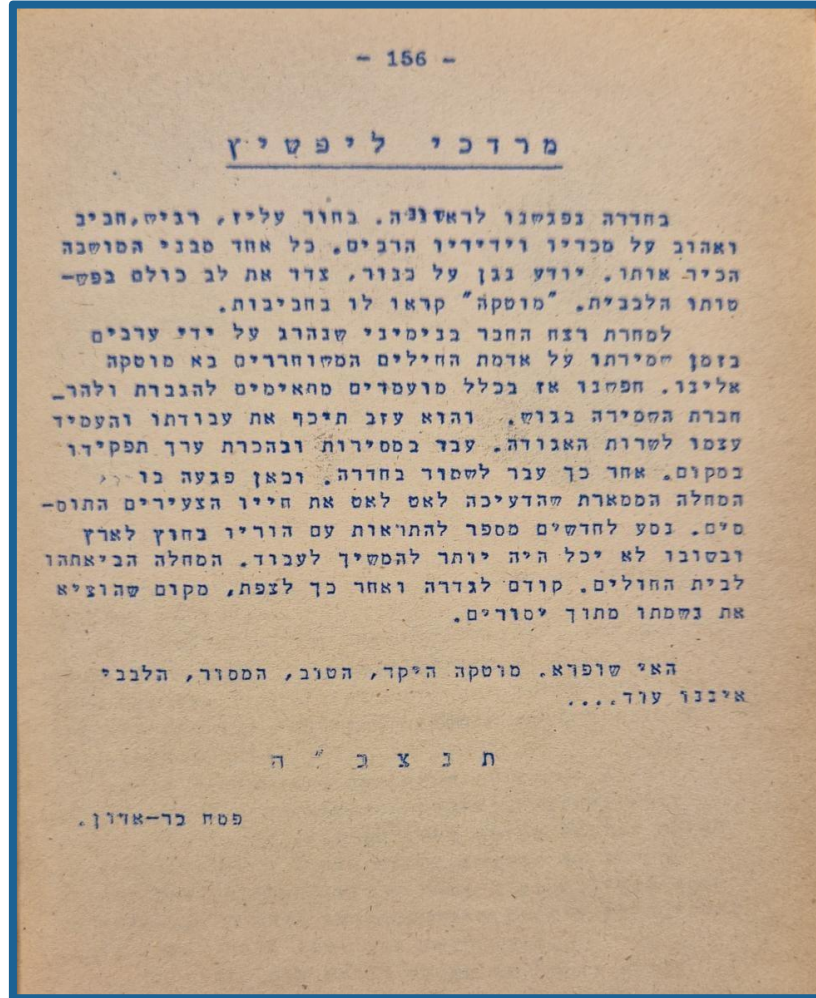 - 156 -
מרדכי ליפשיץ
בחדרה נפגשנו לראשונה. בחור עליז, רגיש,חביב
ואהוב על מכריו וידידיו הרבים. כל אחד מבני המושבה
הכיר אותו. יודע נגן על כנור, צדד את לב כולם בפש-
טותו הלבבית. "מוטקה" קראו לו בחביבות.
למחרת רצח החבר בנימיני שנהרג על ידי ערבים
בזמן שמירתו על אדמת החילים המשוחררים בא מוטקה
אלינו. חפשנו אז בכלל מועמדים מתאימים להגברת ולהר-
חברת השמירה בגוש. והוא עזב תיכף את עבודתו והעמיד
עצמו לשרות האגודה. עבד במסירות ובהכרת ערך תפקידו
במקום. אחר כך עבר לשמור בחדרה. וכאן פגעה בו
המחלה הממארת שהדעיכה לאט לאט את חייו הצעירים התוס-
סים. נסע לחדשים מספר להתראות עם הוריו בחוץ לארץ
ובשובו לא יכל היה יותר להמשיך לעבוד. המחלה הביאתהו
לבית החולים. קודם לגדרה ואחר כך לצפת, מקום שהוציא
את נשמתו מתוך יסורים.
האי שופרא. מוטקה היקר, הטוב, המסור, הלבבי
איננו עוד....
ת נ צ ב " ה
פסח בר-אדון.